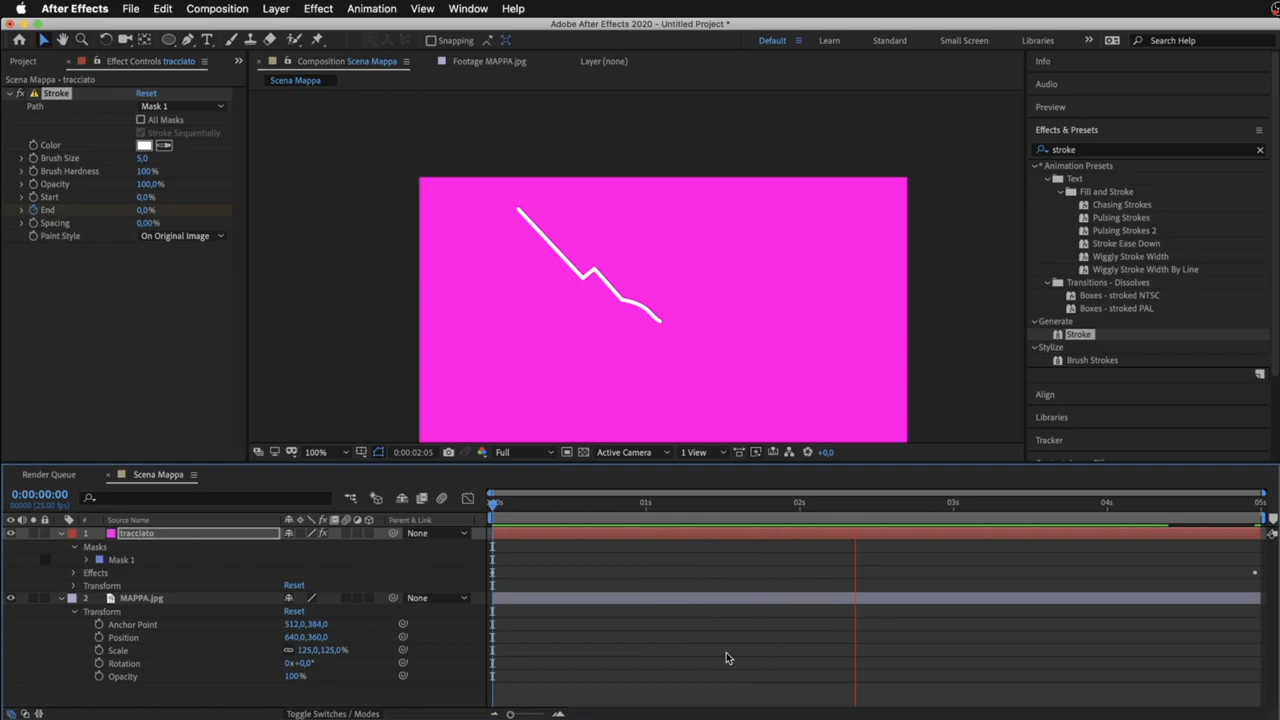 After Effects File Edit Composition Layer Effect Animation View Window Help
Adobe After Effects 2020 - Untitled Project *
Snapping
Default Learn Standard Small Screen Libraries Search Help
Project Effect Controls tracciato
Scena Mappa - tracciato
fx Stroke Reset
Path Mask 1
All Masks
Stroke Sequentially
Color
Brush Size 5,0
Brush Hardness 100%
Opacity 100,0%
Start 0,0%
End 0,0%
Spacing 0,00%
Paint Style On Original Image
Composition Scena Mappa Footage MAPPA.jpg Layer (none)
Scena Mappa
100% 0:00:02:05 Full Active Camera 1 View +0,0
Info
Audio
Preview
Effects & Presets
stroke
* Animation Presets
Text
Fill and Stroke
Chasing Strokes
Pulsing Strokes
Pulsing Strokes 2
Stroke Ease Down
Wiggly Stroke Width
Wiggly Stroke Width By Line
Transitions - Dissolves
Boxes - stroked NTSC
Boxes - stroked PAL
Generate
Stroke
Stylize
Brush Strokes
Align
Libraries
Tracker
Render Queue Scena Mappa
0:00:00:00
00000 (25.00 fps)
:00s 01s 02s 03s 04s 05s
# Source Name fx Parent & Link
1 tracciato fx None
Masks
Mask 1
Effects
Transform Reset
2 MAPPA.jpg None
Transform Reset
Anchor Point 512,0,384,0
Position 640,0,360,0
Scale 125,0,125,0%
Rotation 0x+0,0°
Opacity 100%
Toggle Switches / Modes